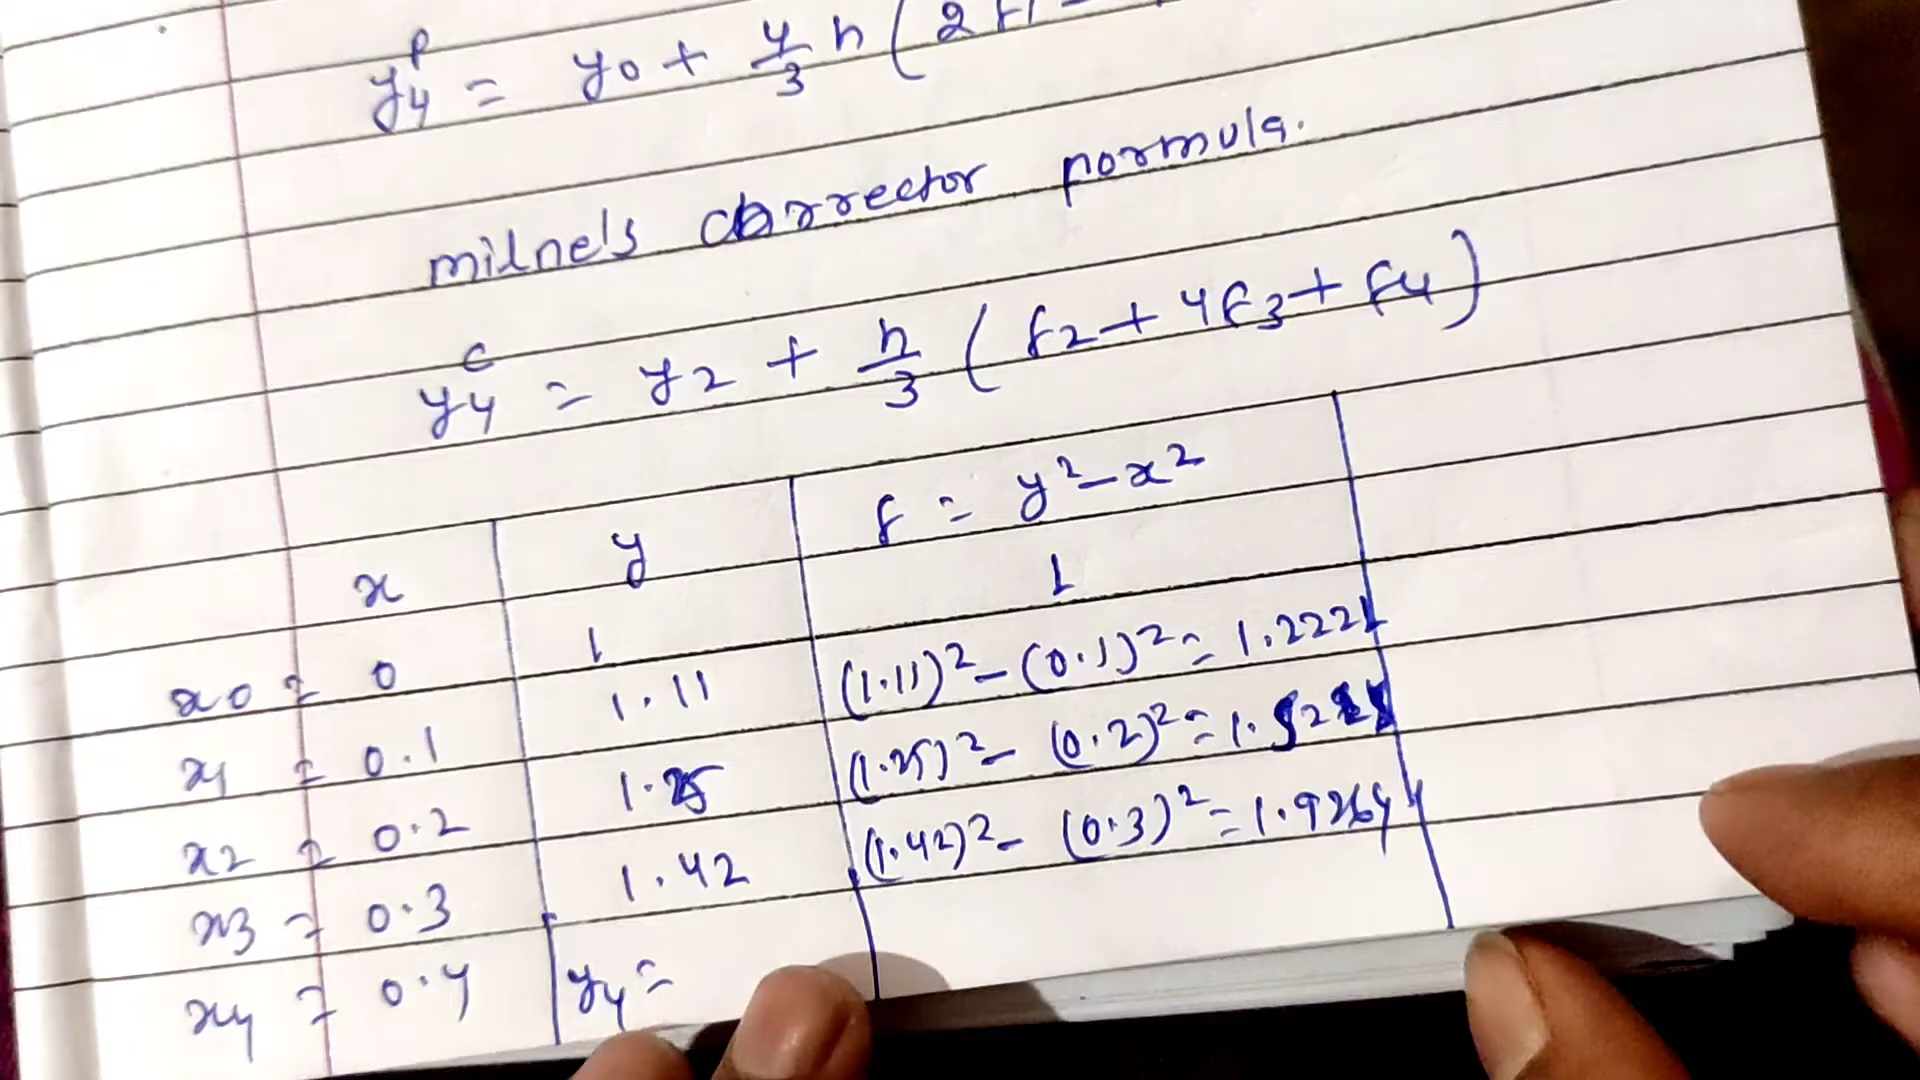 y4^p = y0 + 4/3 h ( 2f1
milne's corrector formula.
y4^c = y2 + h/3 ( f2 + 4f3 + f4 )
x y f = y² - x²
x0 = 0 1 1
x1 = 0.1 1.11 (1.11)² - (0.1)² = 1.2221
x2 = 0.2 1.25 (1.25)² - (0.2)² =
x3 = 0.3 1.42 (1.42)² - (0.3)² = 1.9264
x4 = 0.4 y4 =